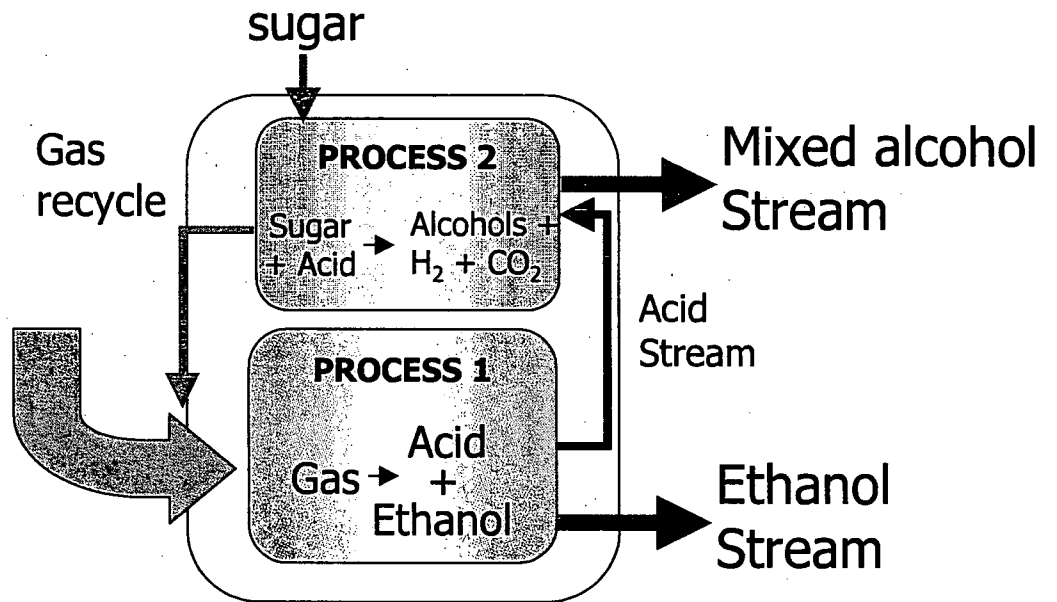 sugar
Gas
recycle
PROCESS 2
Sugar
+ Acid
Alcohols +
H₂ + CO₂
Mixed alcohol
Stream
Acid
Stream
PROCESS 1
Gas
Acid
+
Ethanol
Ethanol
Stream